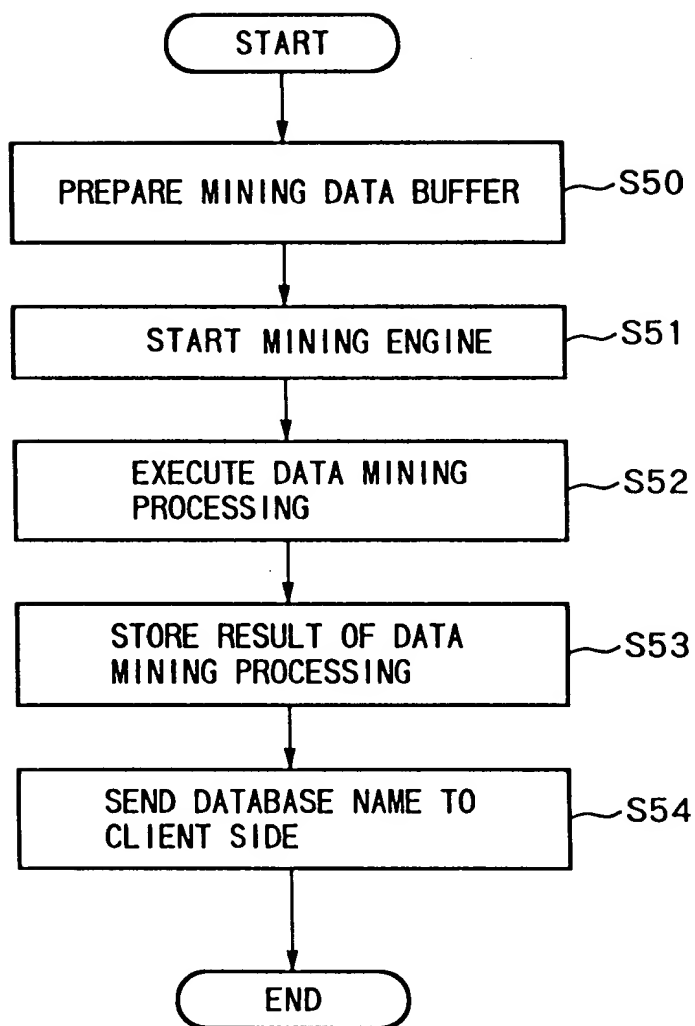 START
PREPARE MINING DATA BUFFER
S50
START MINING ENGINE
S51
EXECUTE DATA MINING
PROCESSING
S52
STORE RESULT OF DATA
MINING PROCESSING
S53
SEND DATABASE NAME TO
CLIENT SIDE
S54
END